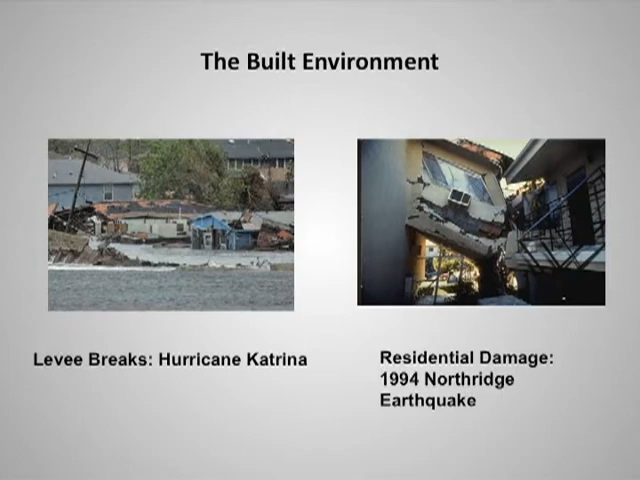 The Built Environment
Levee Breaks: Hurricane Katrina
Residential Damage:
1994 Northridge
Earthquake